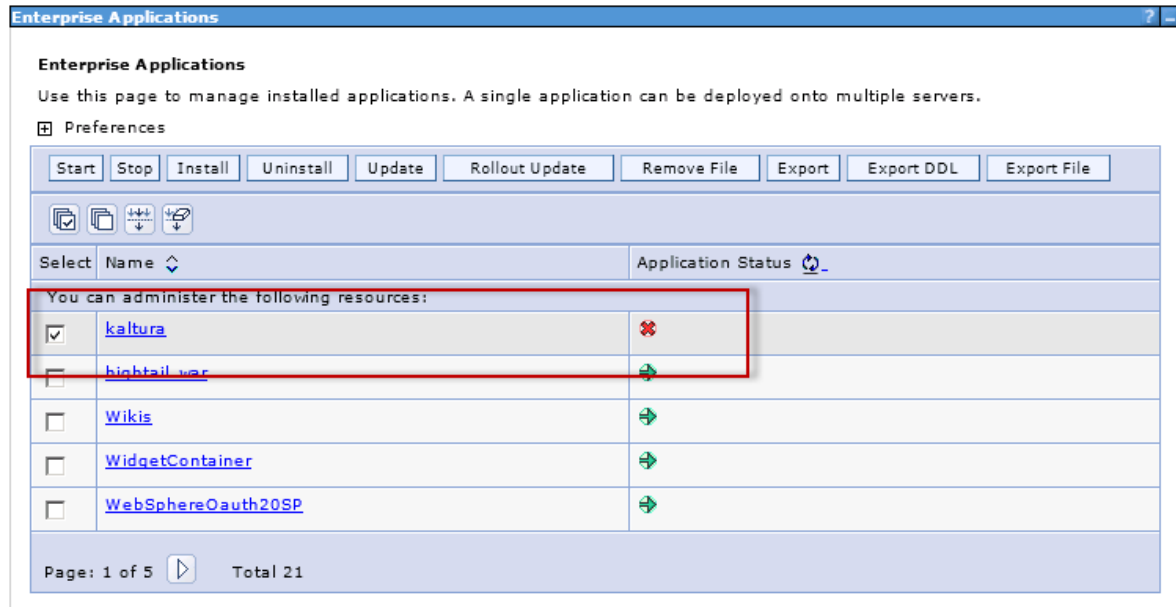 Enterprise Applications ? -
Enterprise Applications
Use this page to manage installed applications. A single application can be deployed onto multiple servers.
Preferences
Start Stop Install Uninstall Update Rollout Update Remove File Export Export DDL Export File
Select Name Application Status
You can administer the following resources:
kaltura
hightail_war
Wikis
WidgetContainer
WebSphereOauth20SP
Page: 1 of 5 Total 21